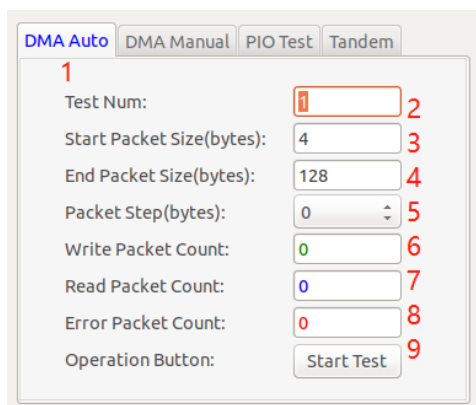 DMA Auto DMA Manual PIO Test Tandem
1
Test Num: 1 2
Start Packet Size(bytes): 4 3
End Packet Size(bytes): 128 4
Packet Step(bytes): 0 5
Write Packet Count: 0 6
Read Packet Count: 0 7
Error Packet Count: 0 8
Operation Button: Start Test 9